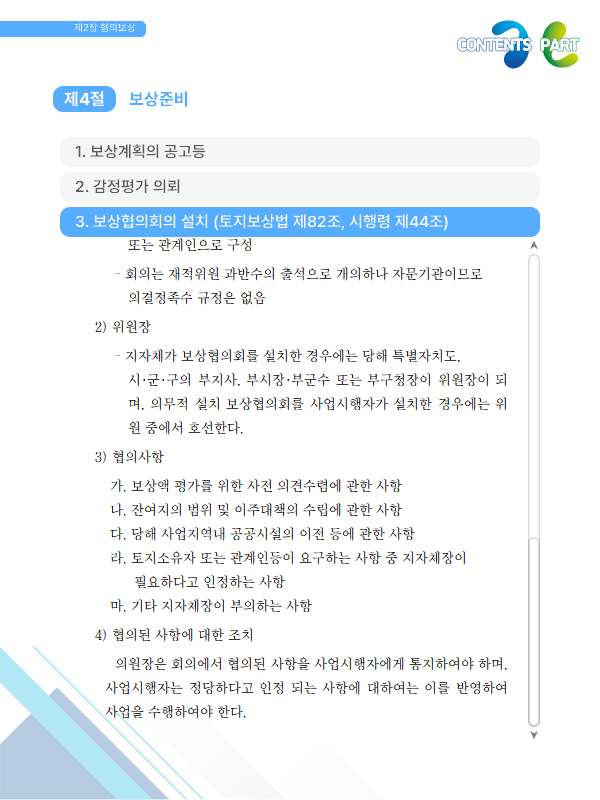 제2장 협의보상
CONTENTS PART
제4절 보상준비
1. 보상계획의 공고등
2. 감정평가 의뢰
3. 보상협의회의 설치 (토지보상법 제82조, 시행령 제44조)
또는 관계인으로 구성
- 회의는 재적위원 과반수의 출석으로 개의하나 자문기관이므로
의결정족수 규정은 없음
2) 위원장
- 지자체가 보상협의회를 설치한 경우에는 당해 특별자치도,
시·군·구의 부지사, 부시장·부군수 또는 부구청장이 위원장이 되
며, 의무적 설치 보상협의회를 사업시행자가 설치한 경우에는 위
원 중에서 호선한다.
3) 협의사항
가. 보상액 평가를 위한 사전 의견수렴에 관한 사항
나. 잔여지의 범위 및 이주대책의 수립에 관한 사항
다. 당해 사업지역내 공공시설의 이전 등에 관한 사항
라. 토지소유자 또는 관계인등이 요구하는 사항 중 지자체장이
필요하다고 인정하는 사항
마. 기타 지자체장이 부의하는 사항
4) 협의된 사항에 대한 조치
의원장은 회의에서 협의된 사항을 사업시행자에게 통지하여야 하며,
사업시행자는 정당하다고 인정 되는 사항에 대하여는 이를 반영하여
사업을 수행하여야 한다.